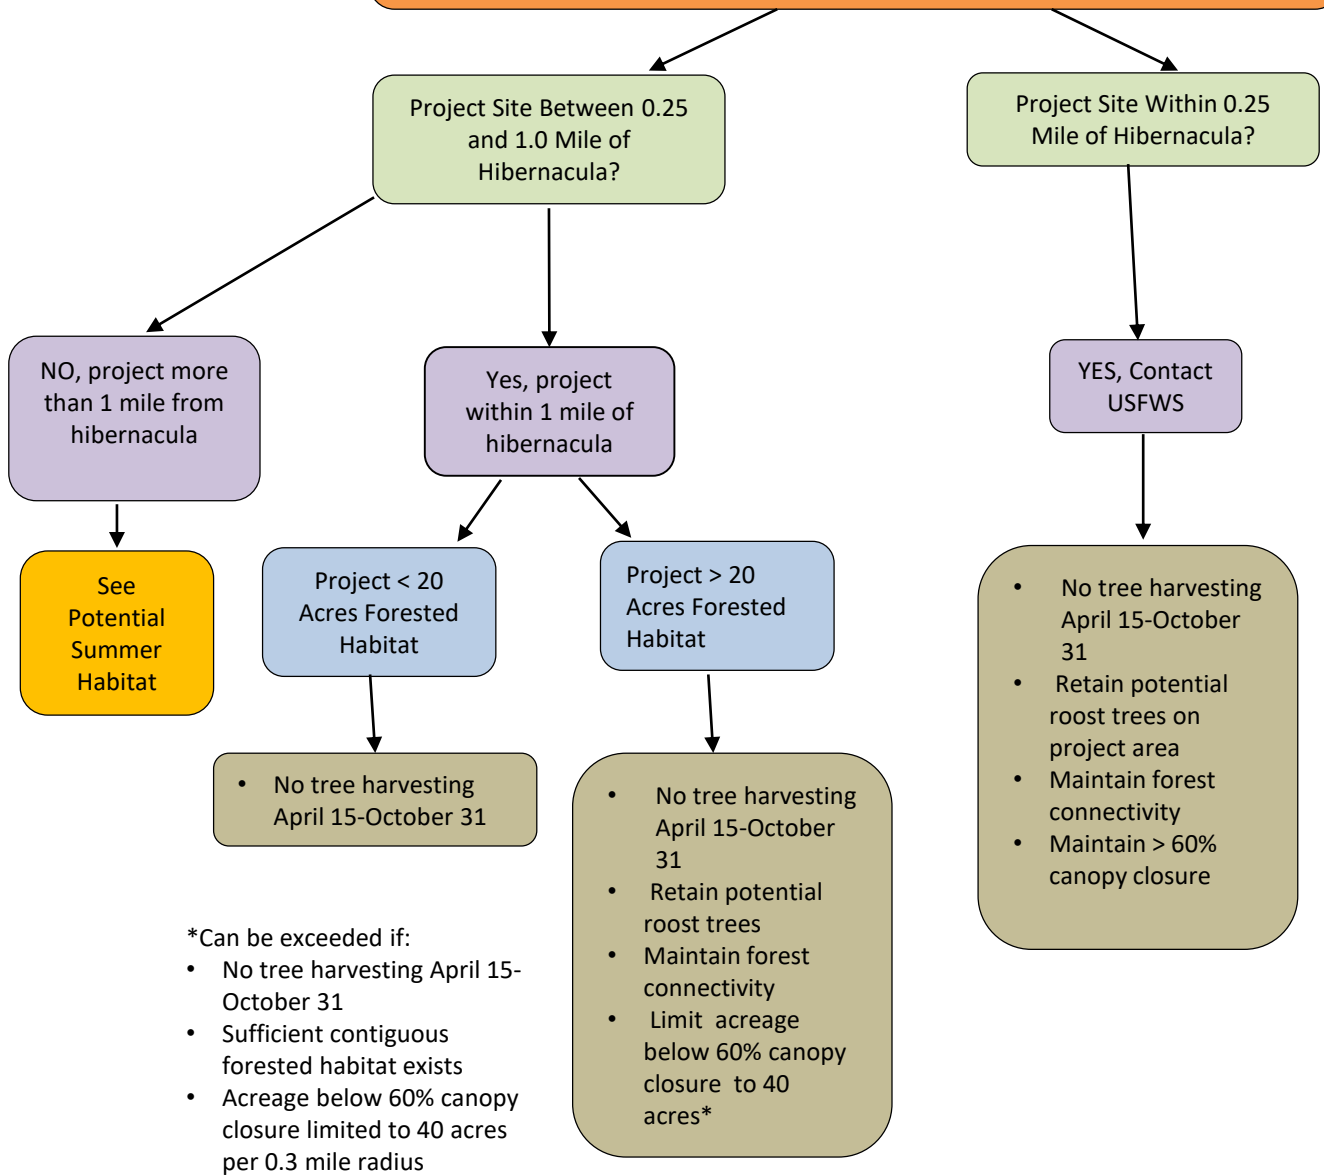 Project Site Between 0.25
and 1.0 Mile of
Hibernacula?
Project Site Within 0.25
Mile of Hibernacula?
NO, project more
than 1 mile from
hibernacula
Yes, project
within 1 mile of
hibernacula
YES, Contact
USFWS
See
Potential
Summer
Habitat
Project < 20
Acres Forested
Habitat
Project > 20
Acres Forested
Habitat
• No tree harvesting
April 15-October
31
• Retain potential
roost trees on
project area
• Maintain forest
connectivity
• Maintain > 60%
canopy closure
• No tree harvesting
April 15-October 31
• No tree harvesting
April 15-October
31
• Retain potential
roost trees
• Maintain forest
connectivity
• Limit acreage
below 60% canopy
closure to 40
acres*
*Can be exceeded if:
• No tree harvesting April 15-
October 31
• Sufficient contiguous
forested habitat exists
• Acreage below 60% canopy
closure limited to 40 acres
per 0.3 mile radius